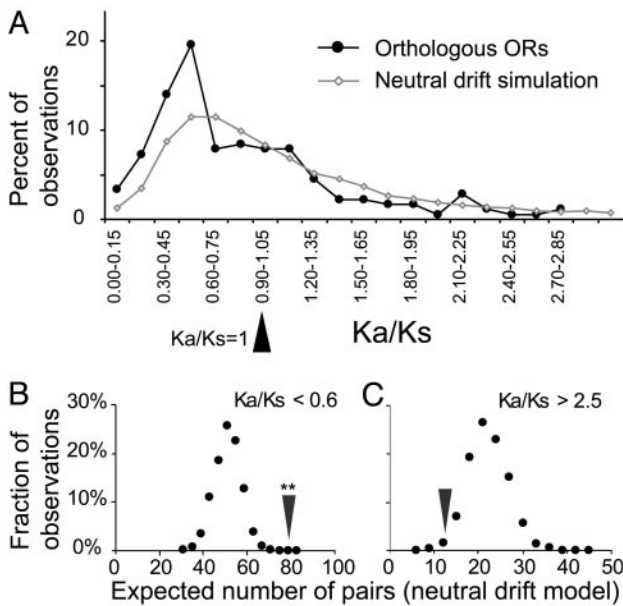 A
Percent of
observations
20
10
0
Orthologous ORs
Neutral drift simulation
0.00-0.15
0.30-0.45
0.60-0.75
0.90-1.05
1.20-1.35
1.50-1.65
1.80-1.95
2.10-2.25
2.40-2.55
2.70-2.85
Ka/Ks=1
Ka/Ks
B
Ka/Ks < 0.6
C
Ka/Ks > 2.5
Fraction of
observations
30%
20%
10%
0%
**
0 20 40 60 80 100
0 10 20 30 40 50
Expected number of pairs (neutral drift model)